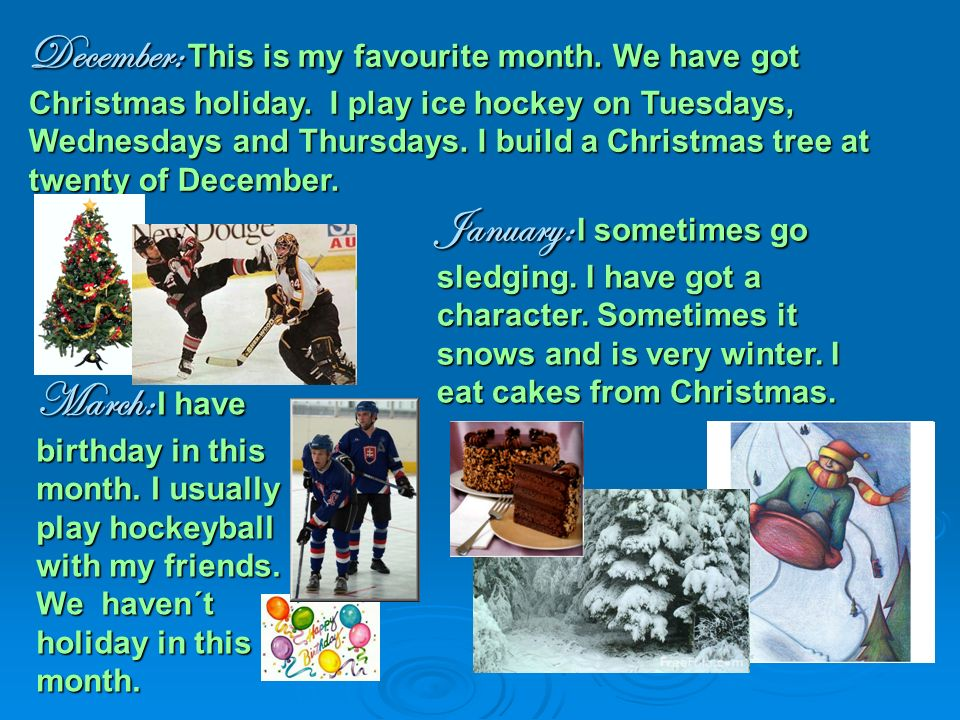 December: This is my favourite month. We have got
Christmas holiday. I play ice hockey on Tuesdays,
Wednesdays and Thursdays. I build a Christmas tree at
twenty of December.
New Dodge
AU
January: I sometimes go
sledging. I have got a
character. Sometimes it
snows and is very winter. I
eat cakes from Christmas.
March: I have
birthday in this
month. I usually
play hockeyball
with my friends.
We haven´t
holiday in this
month.
Happy
Birthday